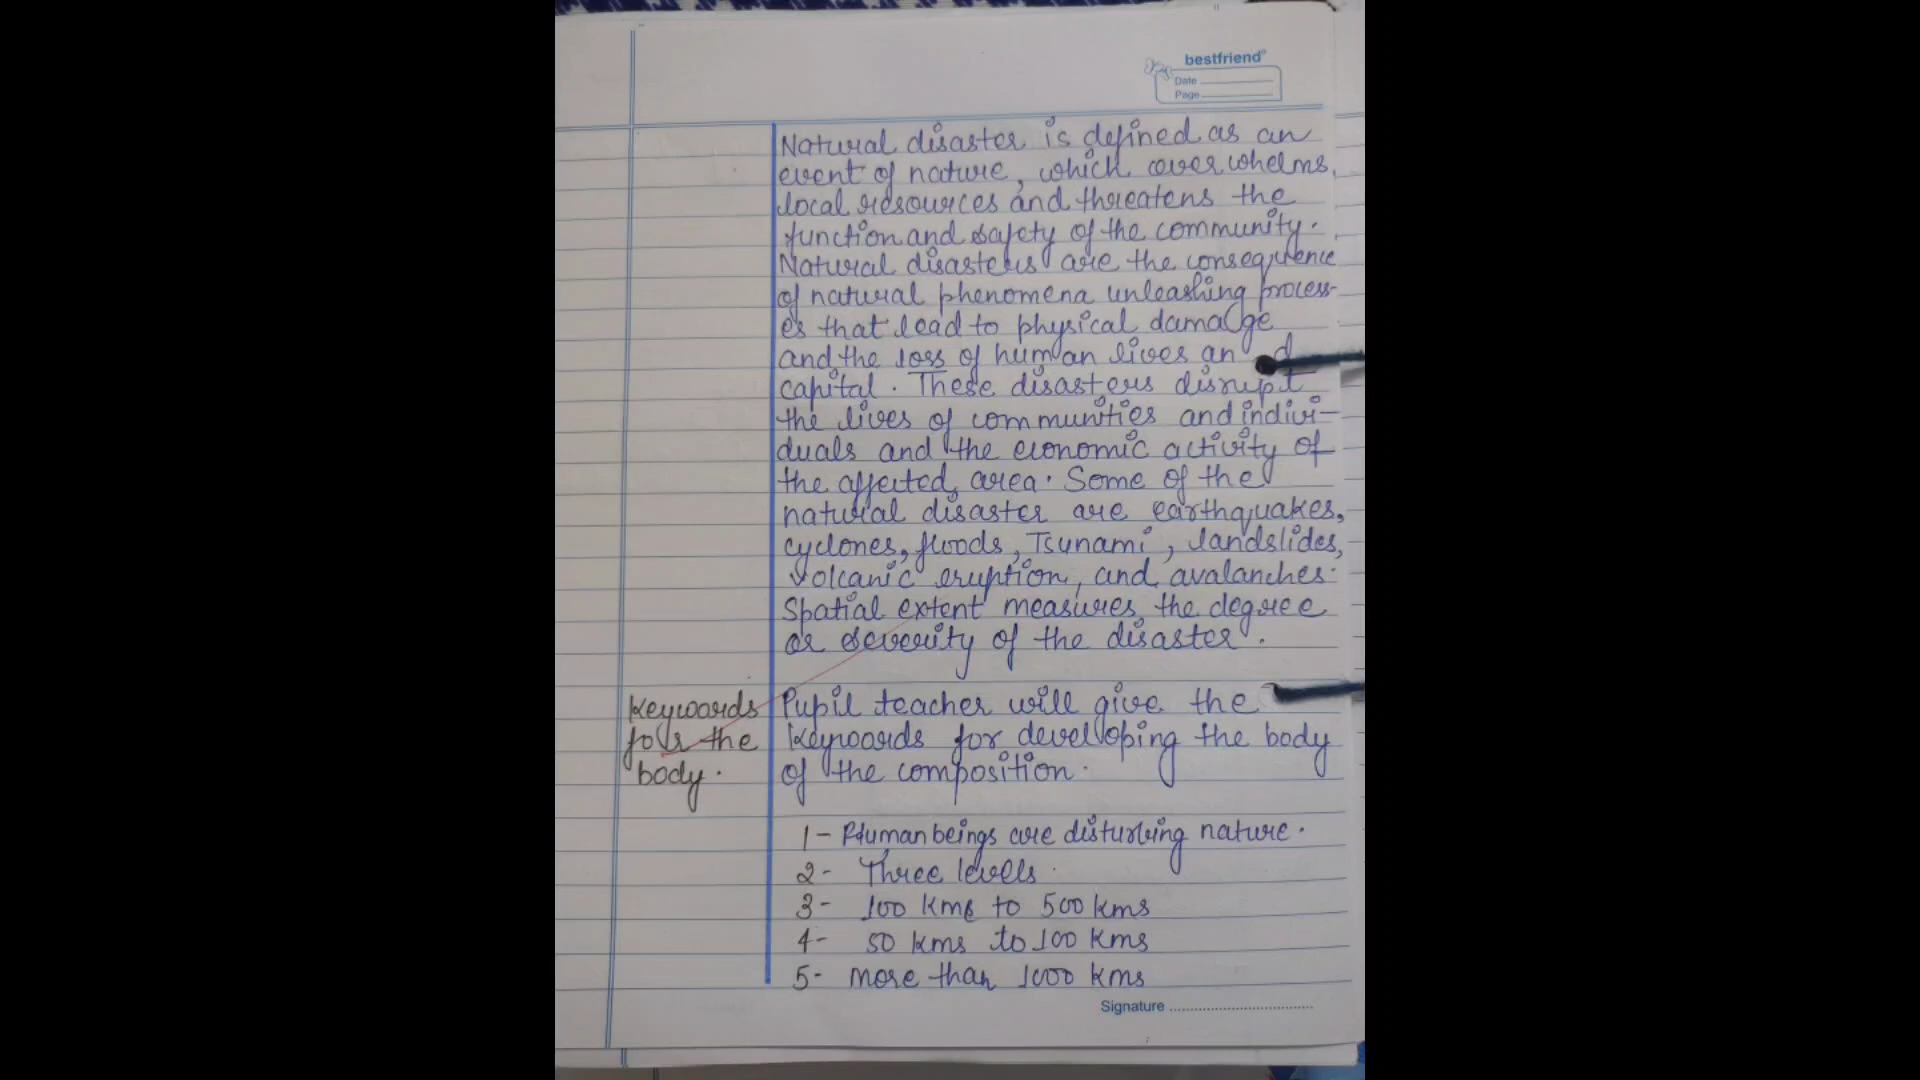 bestfriend
Date
Page
Natural disaster is defined as an
event of nature, which overwhelms
local resources and threatens the
function and safety of the community.
Natural disasters are the consequence
of natural phenomena unleashing process-
es that lead to physical damage
and the loss of human lives an d
capital. These disasters disrupt
the lives of communities and indivi-
duals and the economic activity of
the affected area. Some of the
natural disaster are earthquakes,
cyclones, floods, Tsunami, landslides,
volcanic eruption, and avalanches.
Spatial extent measures the degree
or severity of the disaster.
Keywords
for the
body.
Pupil teacher will give the
keywords for developing the body
of the composition.
1- Human beings are disturbing nature.
2- Three levels.
3- 100 kms to 500 kms
4- 50 kms to 100 kms
5- more than 1000 kms
Signature